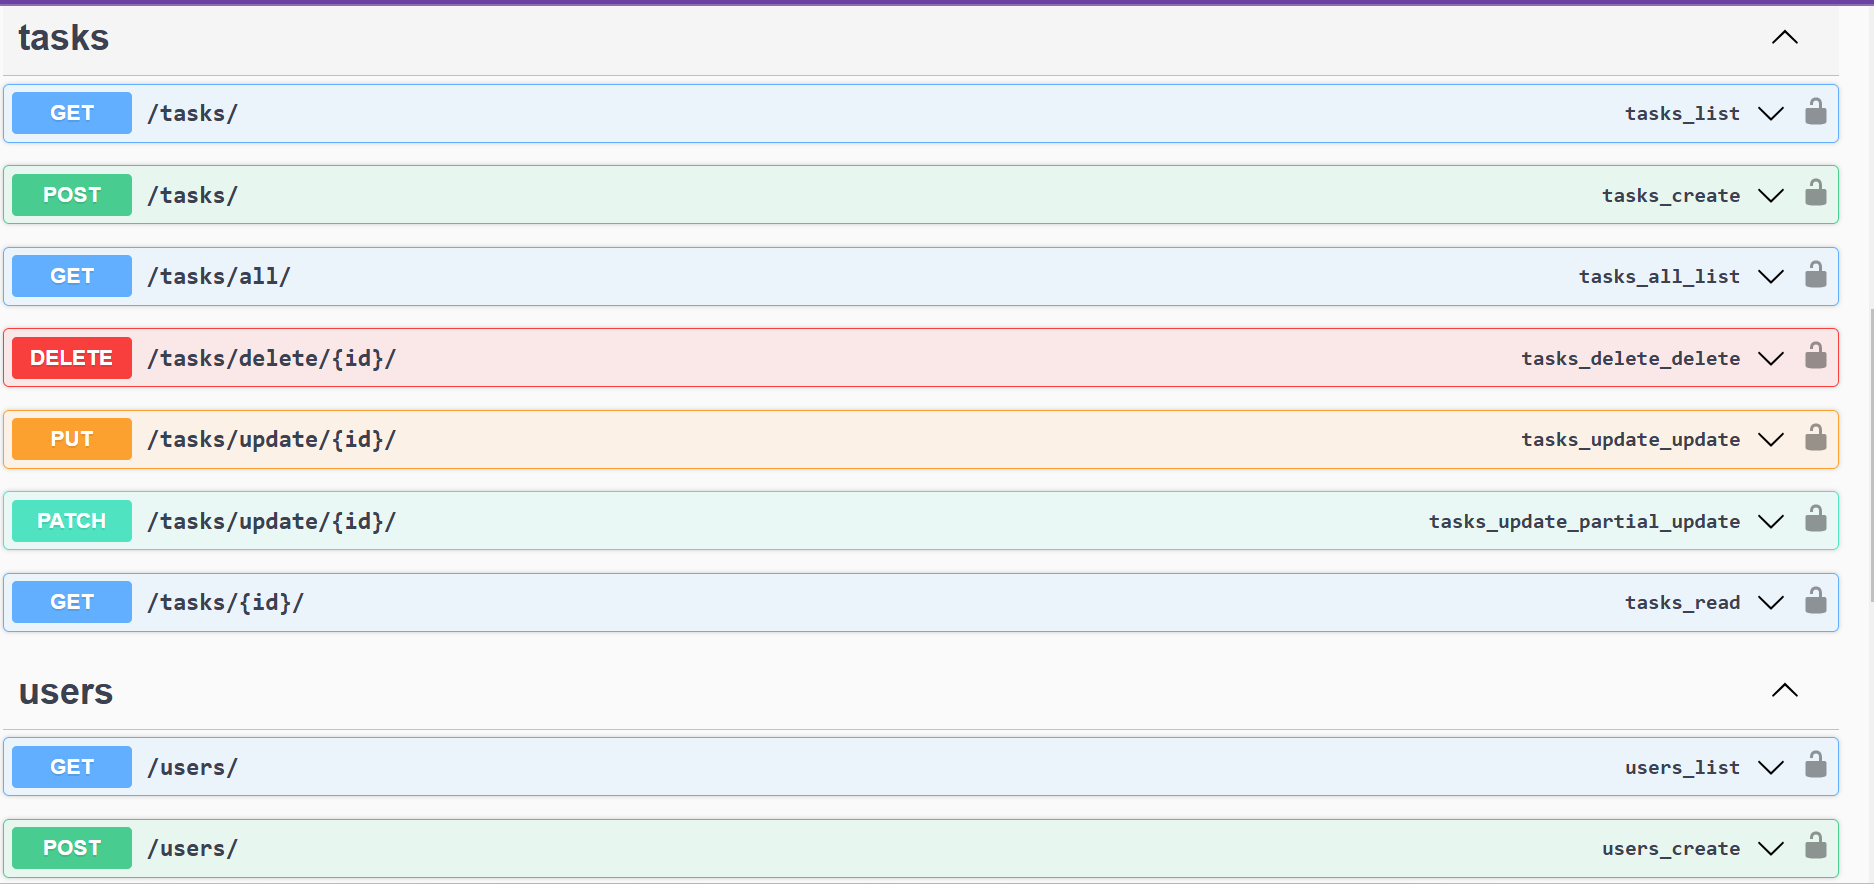 tasks
GET /tasks/ tasks_list
POST /tasks/ tasks_create
GET /tasks/all/ tasks_all_list
DELETE /tasks/delete/{id}/ tasks_delete_delete
PUT /tasks/update/{id}/ tasks_update_update
PATCH /tasks/update/{id}/ tasks_update_partial_update
GET /tasks/{id}/ tasks_read
users
GET /users/ users_list
POST /users/ users_create